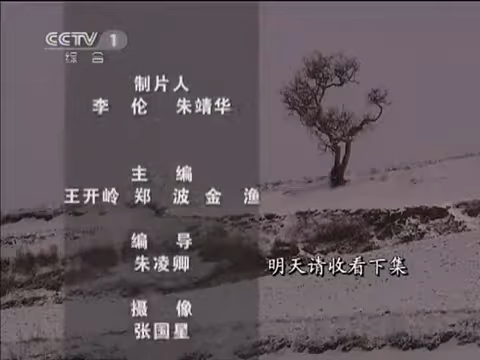 CCTV 1
综合
制片人
李 伦 朱靖华
主 编
王开岭 郑 波 金 渔
编 导
朱凌卿
明天请收看下集
摄 像
张国星